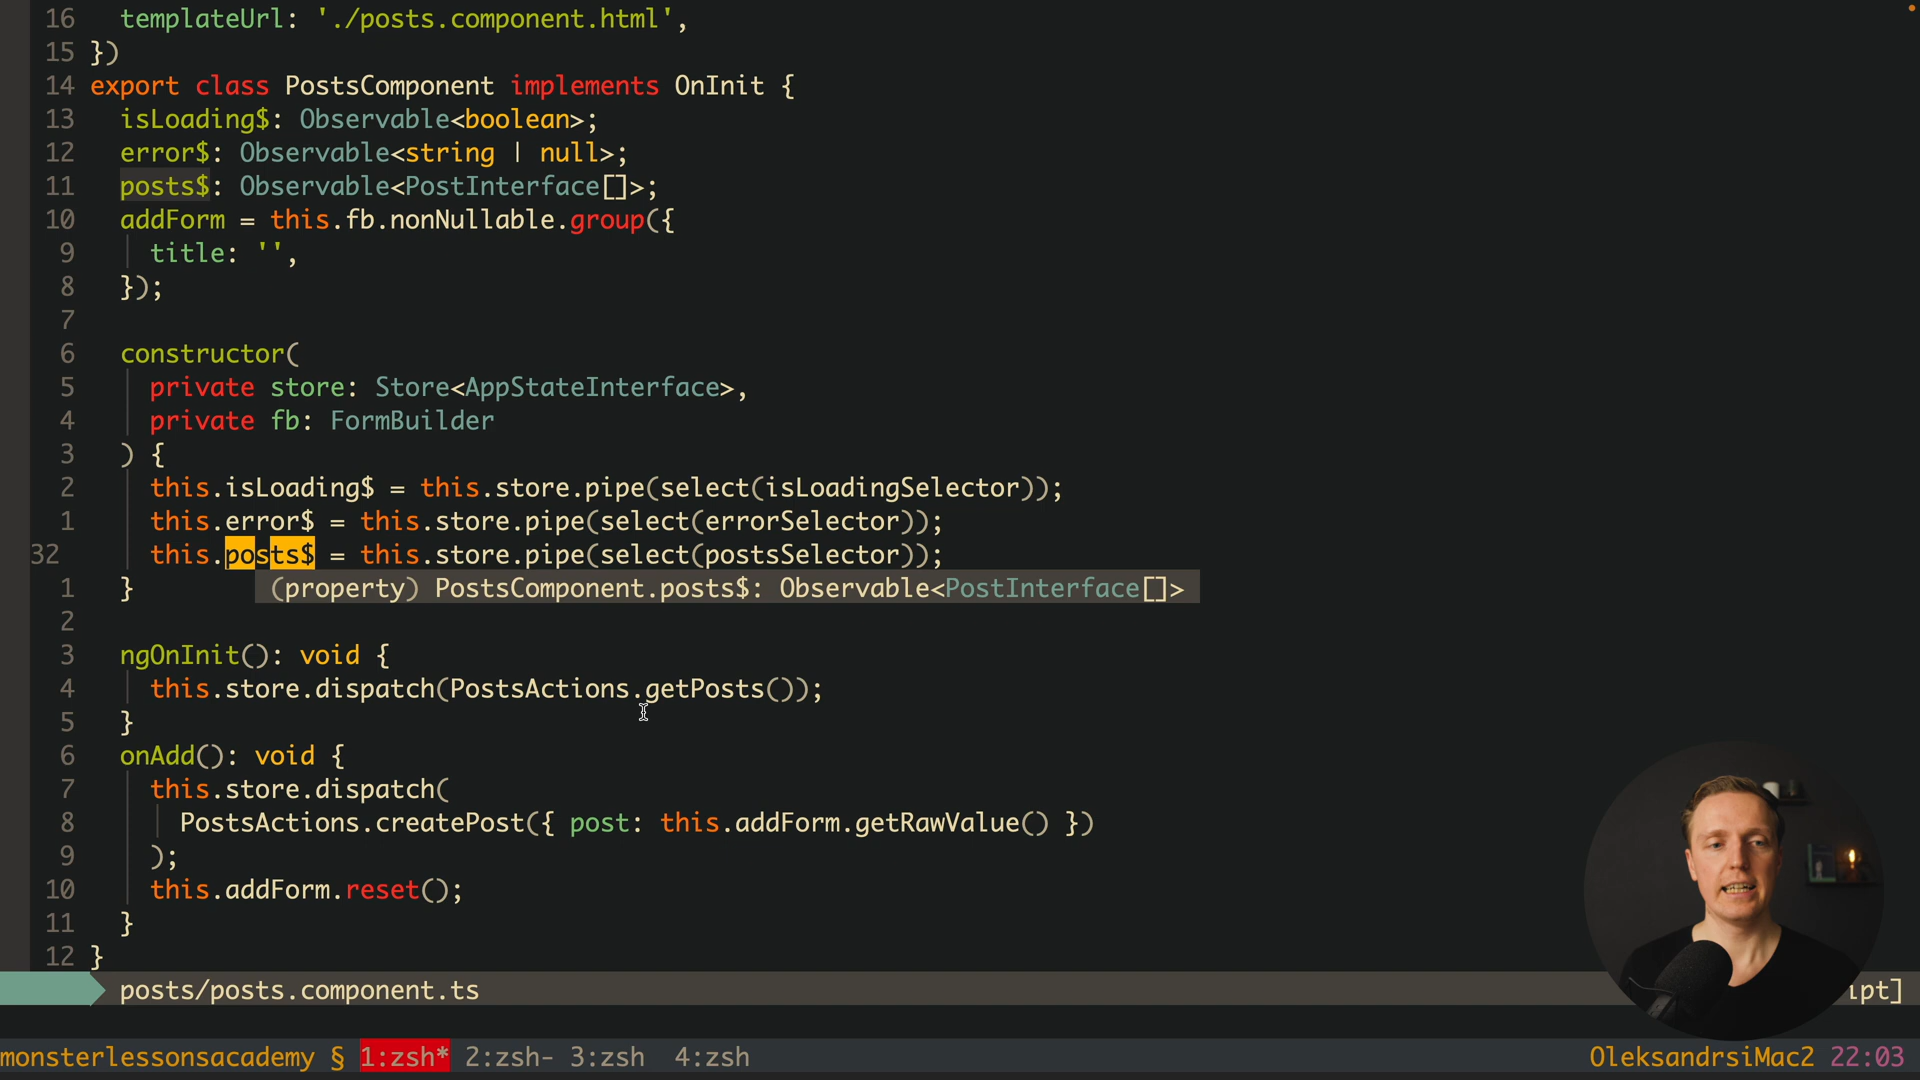 16 templateUrl: './posts.component.html',
15 })
14 export class PostsComponent implements OnInit {
13 isLoading$: Observable<boolean>;
12 error$: Observable<string | null>;
11 posts$: Observable<PostInterface[]>;
10 addForm = this.fb.nonNullable.group({
9 title: '',
8 });
7
6 constructor(
5 private store: Store<AppStateInterface>,
4 private fb: FormBuilder
3 ) {
2 this.isLoading$ = this.store.pipe(select(isLoadingSelector));
1 this.error$ = this.store.pipe(select(errorSelector));
32 this.posts$ = this.store.pipe(select(postsSelector));
1 } (property) PostsComponent.posts$: Observable<PostInterface[]>
2
3 ngOnInit(): void {
4 this.store.dispatch(PostsActions.getPosts());
5 }
6 onAdd(): void {
7 this.store.dispatch(
8 PostsActions.createPost({ post: this.addForm.getRawValue() })
9 );
10 this.addForm.reset();
11 }
12 }
posts/posts.component.ts ipt]
monsterlessonsacademy § 1:zsh* 2:zsh- 3:zsh 4:zsh OleksandrsiMac2 22:03